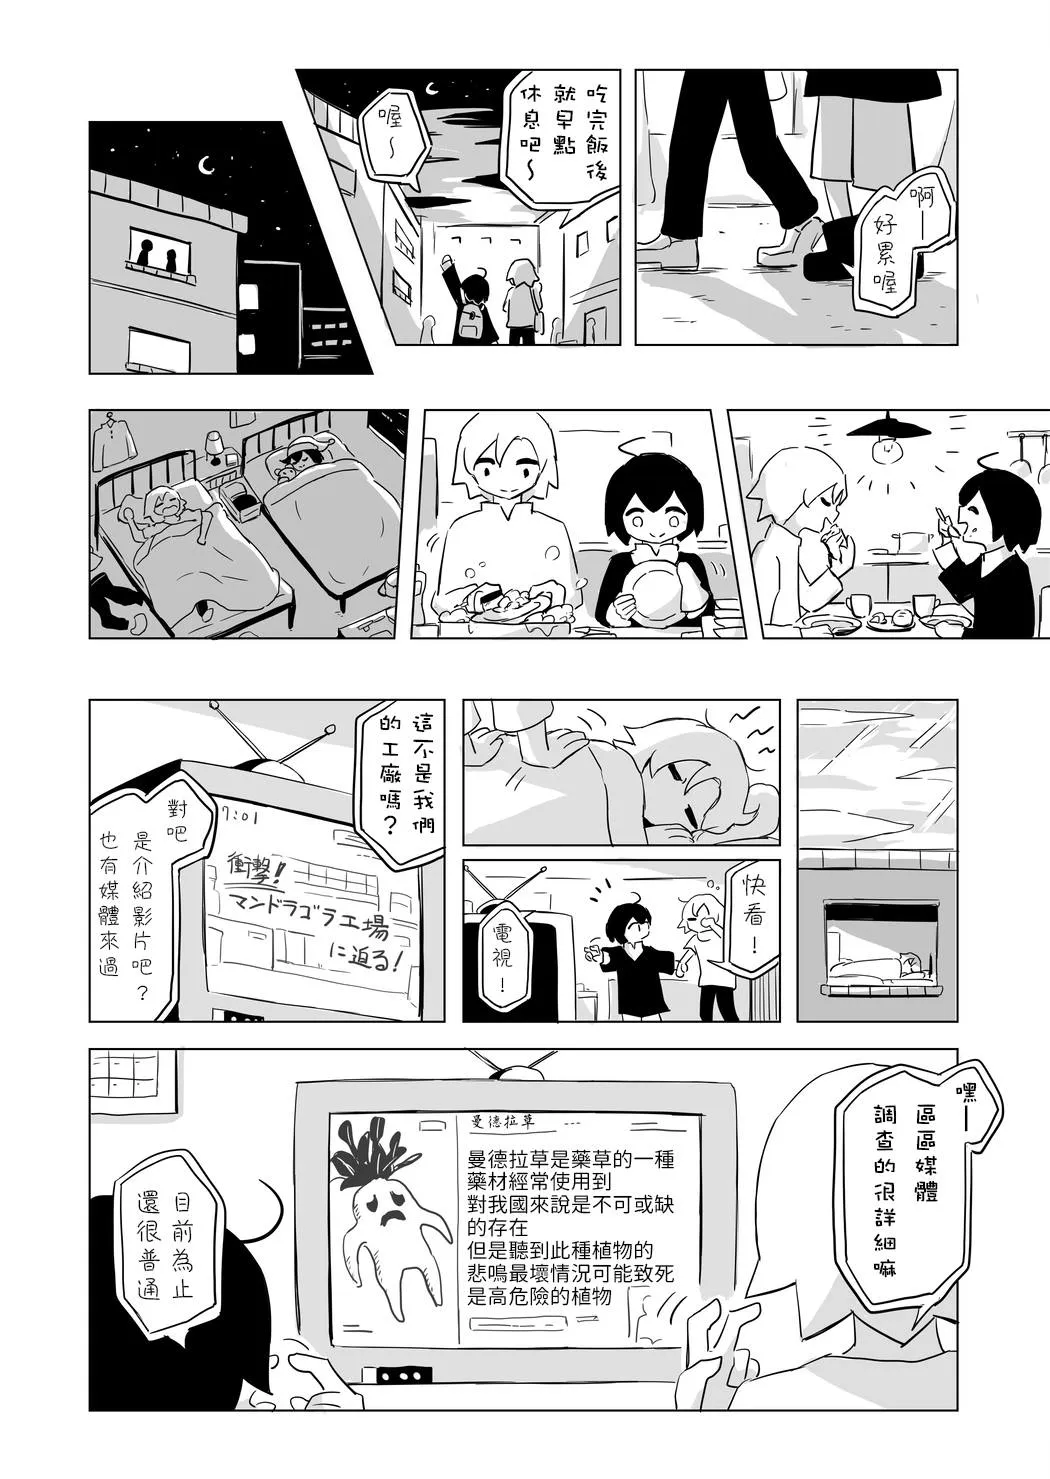 啊—
好累喔
吃完飯後
就早點
休息吧~
喔~
快看！
電視！
這不是我們
的工廠嗎？
7:01
衝撃！
マンドラゴラ工場
に迫る！
對吧
是介紹影片吧？
也有媒體來過
嘿—
區區媒體
調查的很詳細嘛
曼德拉草
曼德拉草是藥草的一種
藥材經常使用到
對我國來說是不可或缺
的存在
但是聽到此種植物的
悲鳴最壞情況可能致死
是高危險的植物
目前為止
還很普通